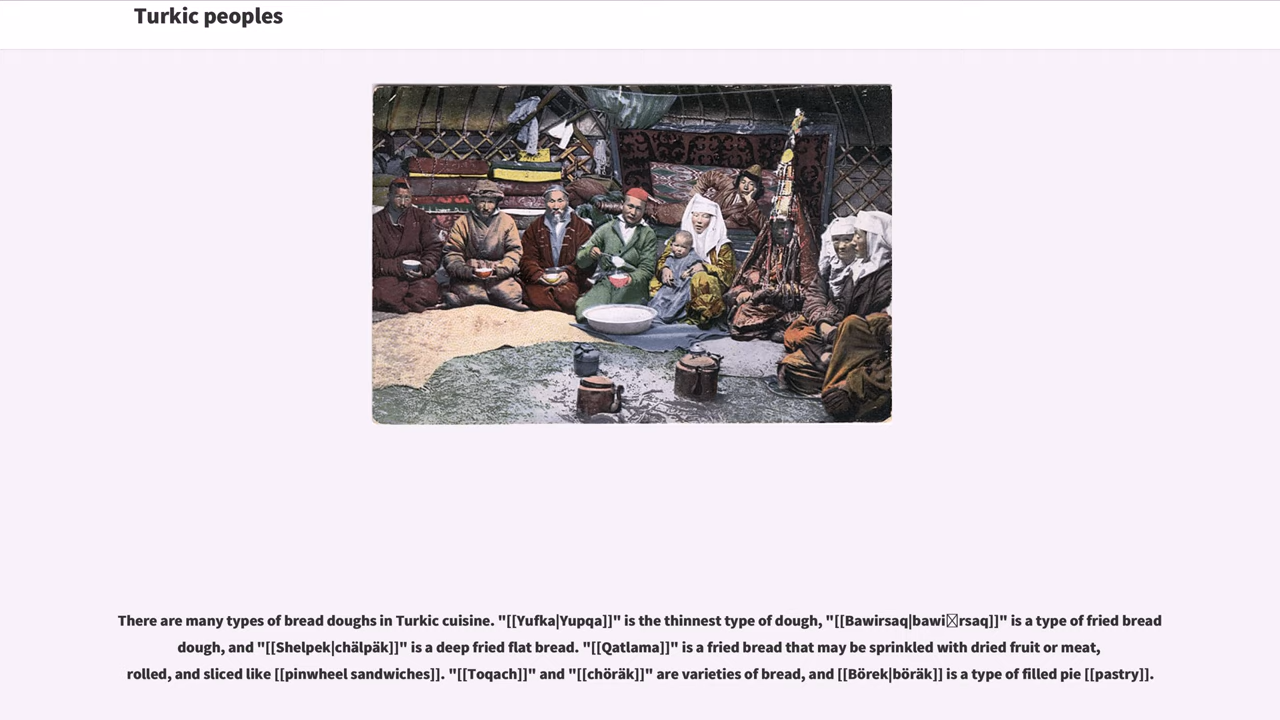 Turkic peoples
There are many types of bread doughs in Turkic cuisine. "[[Yufka|Yupqa]]" is the thinnest type of dough, "[[Bawirsaq|bawi▯rsaq]]" is a type of fried bread
dough, and "[[Shelpek|chälpäk]]" is a deep fried flat bread. "[[Qatlama]]" is a fried bread that may be sprinkled with dried fruit or meat,
rolled, and sliced like [[pinwheel sandwiches]]. "[[Toqach]]" and "[[chöräk]]" are varieties of bread, and [[Börek|böräk]] is a type of filled pie [[pastry]].